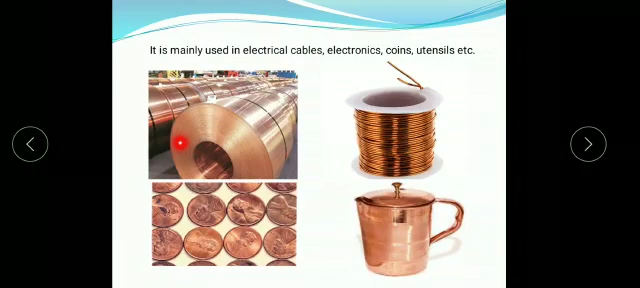 It is mainly used in electrical cables, electronics, coins, utensils etc.